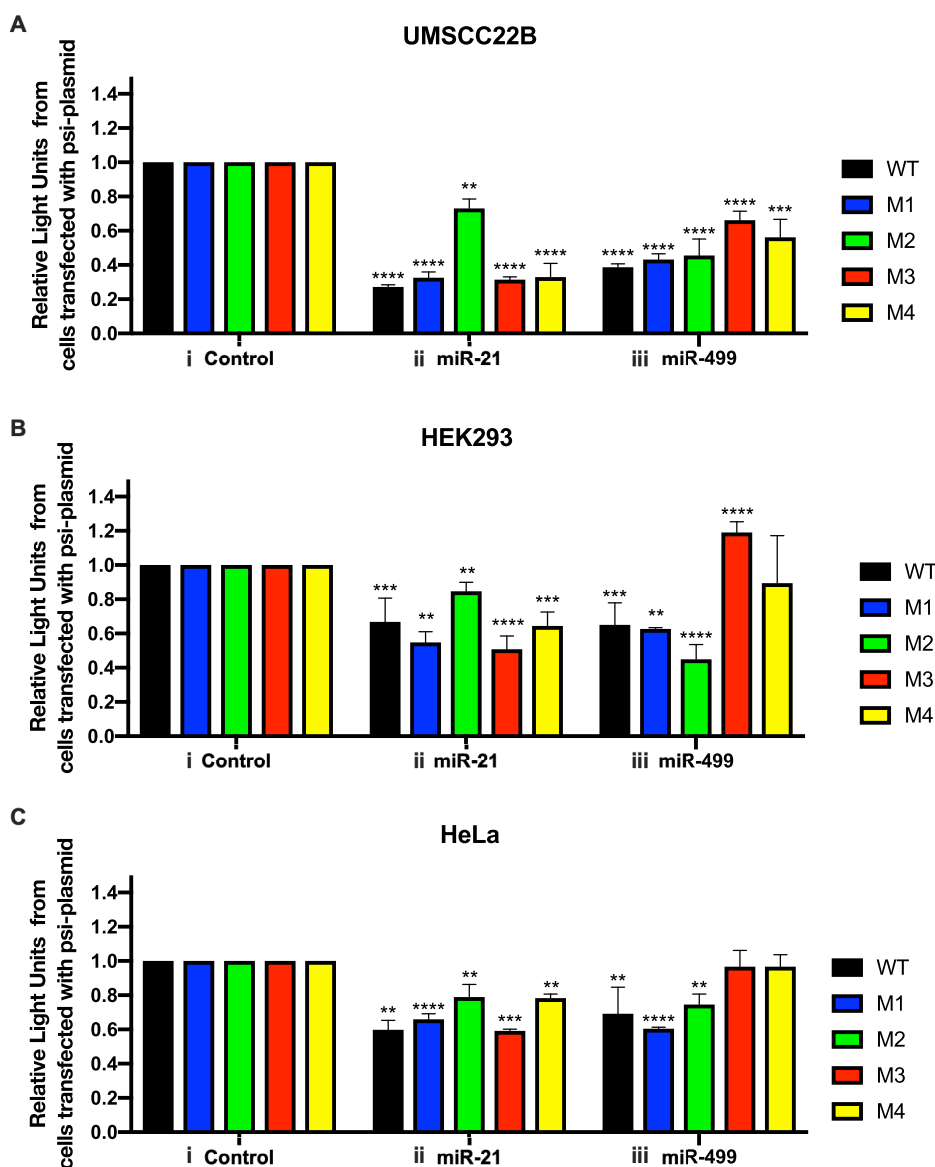 A
UMSCC22B
Relative Light Units from
cells transfected with psi-plasmid
1.4
1.2
1.0
0.8
0.6
0.4
0.2
0.0
**** **** ** **** ****
**** **** **** **** ***
i Control
ii miR-21
iii miR-499
WT
M1
M2
M3
M4
B
HEK293
Relative Light Units from
cells transfected with psi-plasmid
1.4
1.2
1.0
0.8
0.6
0.4
0.2
0.0
*** ** ** **** ***
*** ** **** ****
i Control
ii miR-21
iii miR-499
WT
M1
M2
M3
M4
C
HeLa
Relative Light Units from
cells transfected with psi-plasmid
1.4
1.2
1.0
0.8
0.6
0.4
0.2
0.0
** **** ** *** **
** **** **
i Control
ii miR-21
iii miR-499
WT
M1
M2
M3
M4